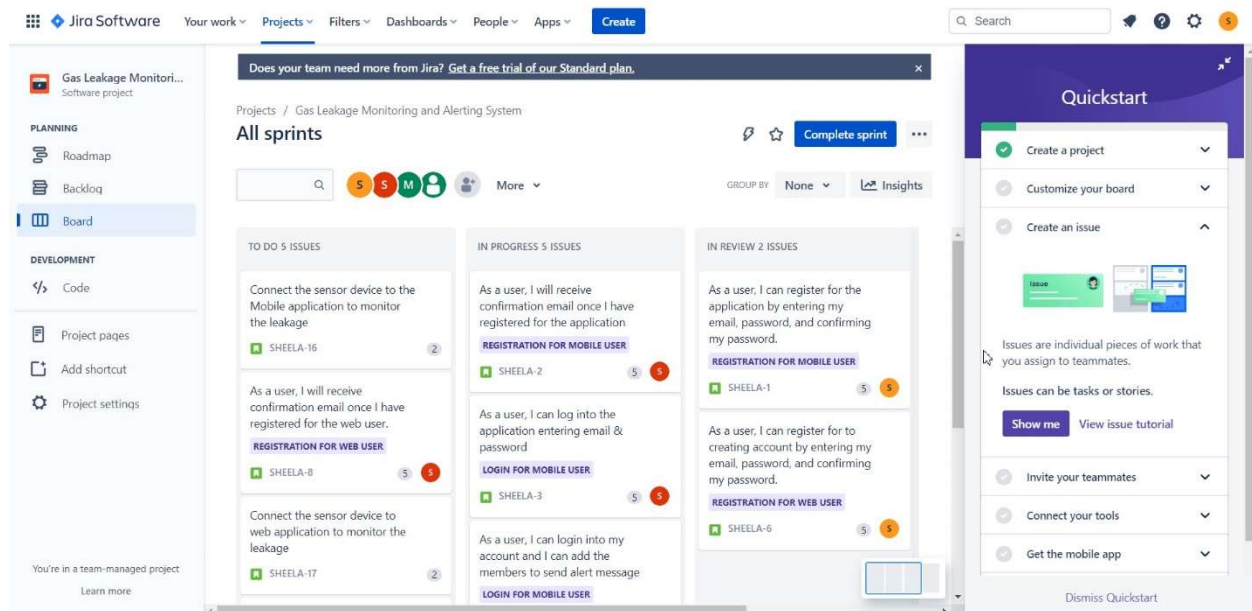 Jira Software
Your work
Projects
Filters
Dashboards
People
Apps
Create
Search
S
Gas Leakage Monitori...
Software project
PLANNING
Roadmap
Backlog
Board
DEVELOPMENT
Code
Project pages
Add shortcut
Project settings
You're in a team-managed project
Learn more
Does your team need more from Jira? Get a free trial of our Standard plan.
Projects / Gas Leakage Monitoring and Alerting System
All sprints
Complete sprint
S S M
More
GROUP BY None
Insights
TO DO 5 ISSUES
Connect the sensor device to the
Mobile application to monitor
the leakage
SHEELA-16 2
As a user, I will receive
confirmation email once I have
registered for the web user.
REGISTRATION FOR WEB USER
SHEELA-8 5 S
Connect the sensor device to
web application to monitor the
leakage
SHEELA-17 2
IN PROGRESS 5 ISSUES
As a user, I will receive
confirmation email once I have
registered for the application
REGISTRATION FOR MOBILE USER
SHEELA-2 5 S
As a user, I can log into the
application entering email &
password
LOGIN FOR MOBILE USER
SHEELA-3 5 S
As a user, I can login into my
account and I can add the
members to send alert message
LOGIN FOR MOBILE USER
IN REVIEW 2 ISSUES
As a user, I can register for the
application by entering my
email, password, and confirming
my password.
REGISTRATION FOR MOBILE USER
SHEELA-1 5 S
As a user, I can register for to
creating account by entering my
email, password, and confirming
my password.
REGISTRATION FOR WEB USER
SHEELA-6 5 S
Quickstart
Create a project
Customize your board
Create an issue
Issue
Issues are individual pieces of work that
you assign to teammates.
Issues can be tasks or stories.
Show me
View issue tutorial
Invite your teammates
Connect your tools
Get the mobile app
Dismiss Quickstart